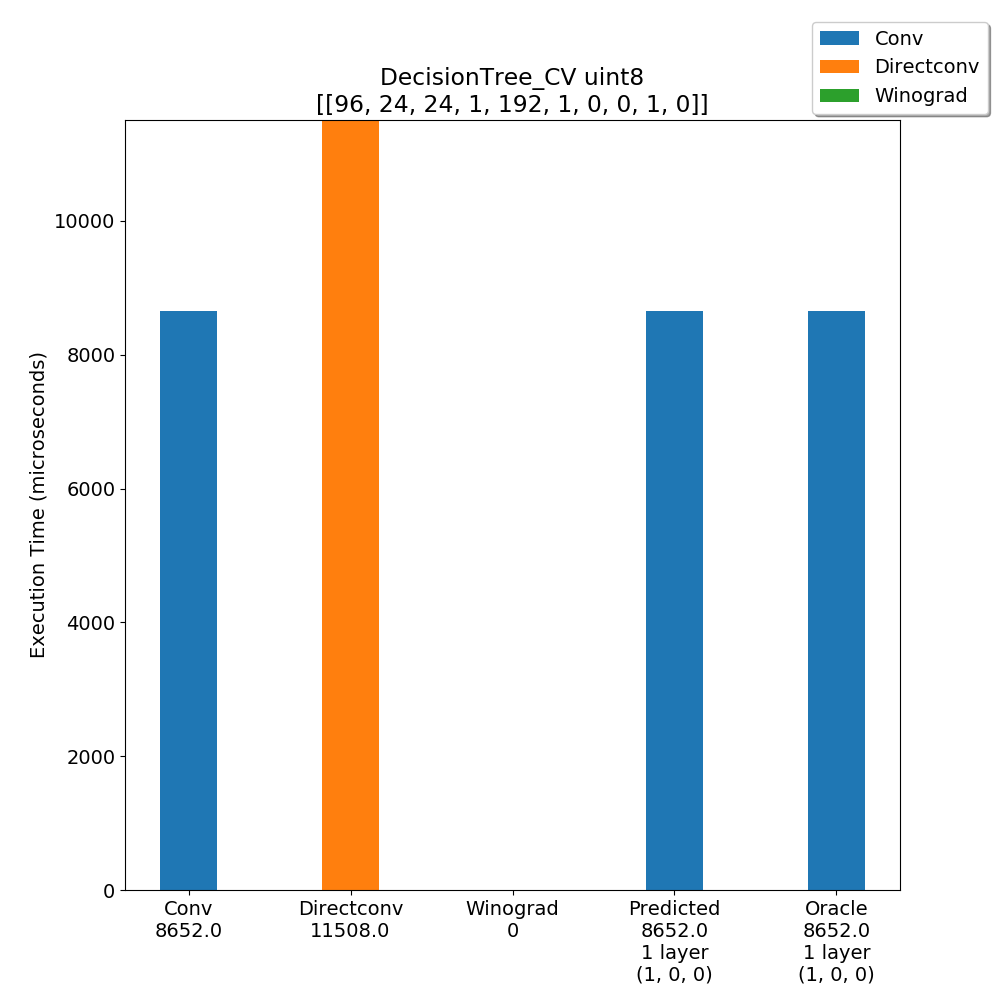 Conv
Directconv
Winograd
DecisionTree_CV uint8
[[96, 24, 24, 1, 192, 1, 0, 0, 1, 0]]
Execution Time (microseconds)
10000
8000
6000
4000
2000
0
Conv
8652.0
Directconv
11508.0
Winograd
0
Predicted
8652.0
1 layer
(1, 0, 0)
Oracle
8652.0
1 layer
(1, 0, 0)